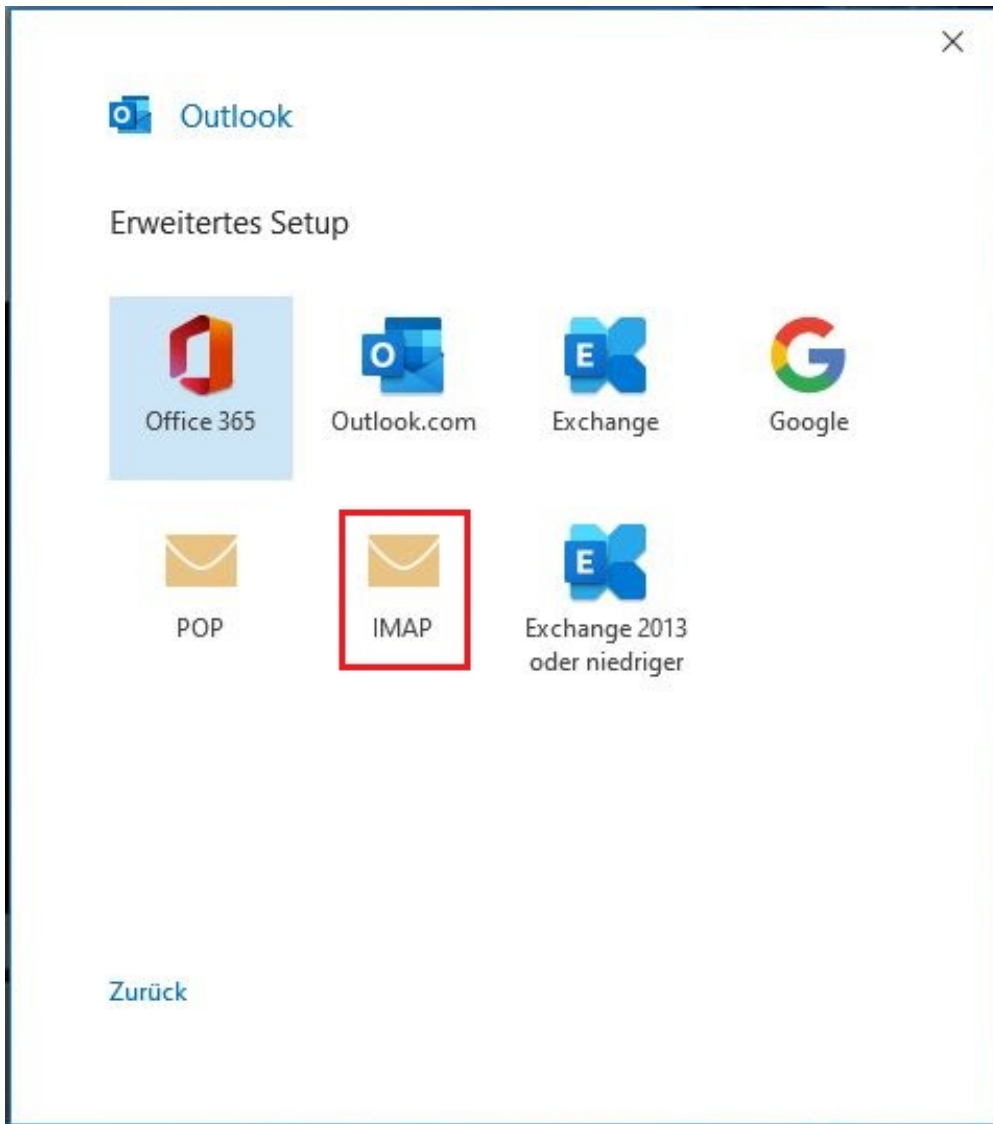 Outlook
Erweitertes Setup
Office 365
Outlook.com
Exchange
Google
POP
IMAP
Exchange 2013
oder niedriger
Zurück